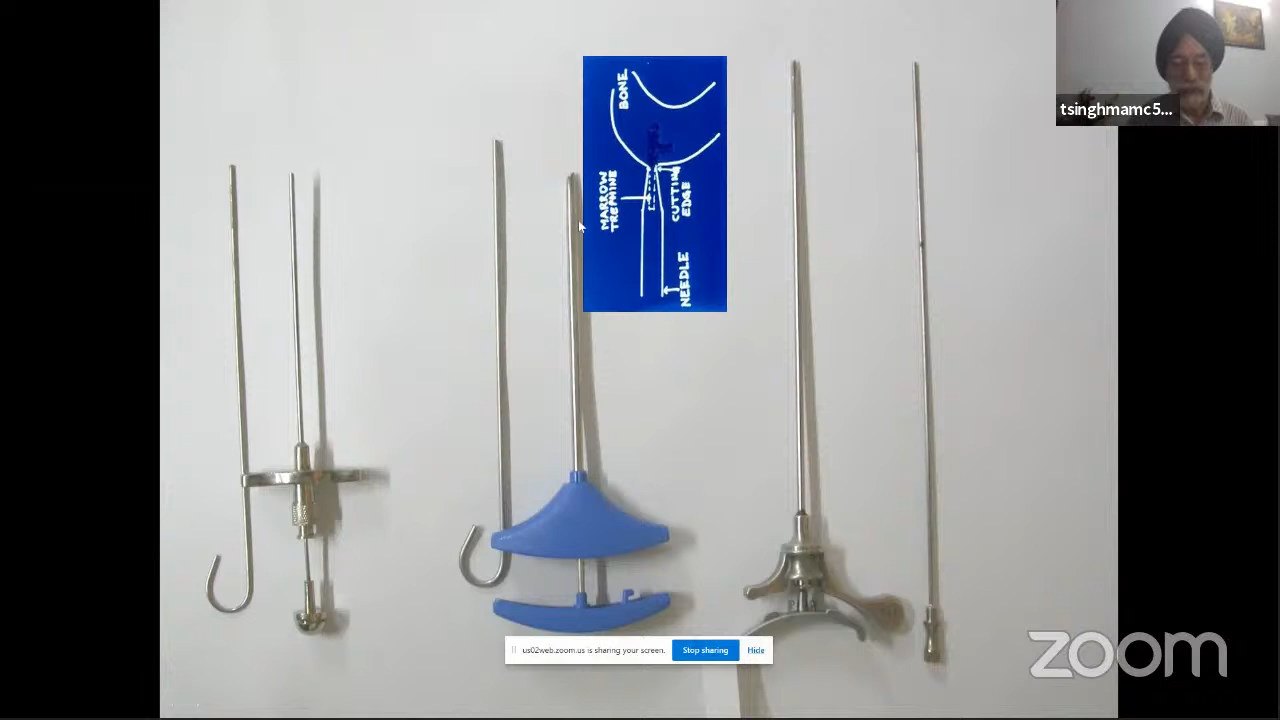 BONE
MARROW
TREPHINE
CUTTING
EDGE
NEEDLE
tsinghmamc5...
us02web.zoom.us is sharing your screen.
Stop sharing
Hide
zoom